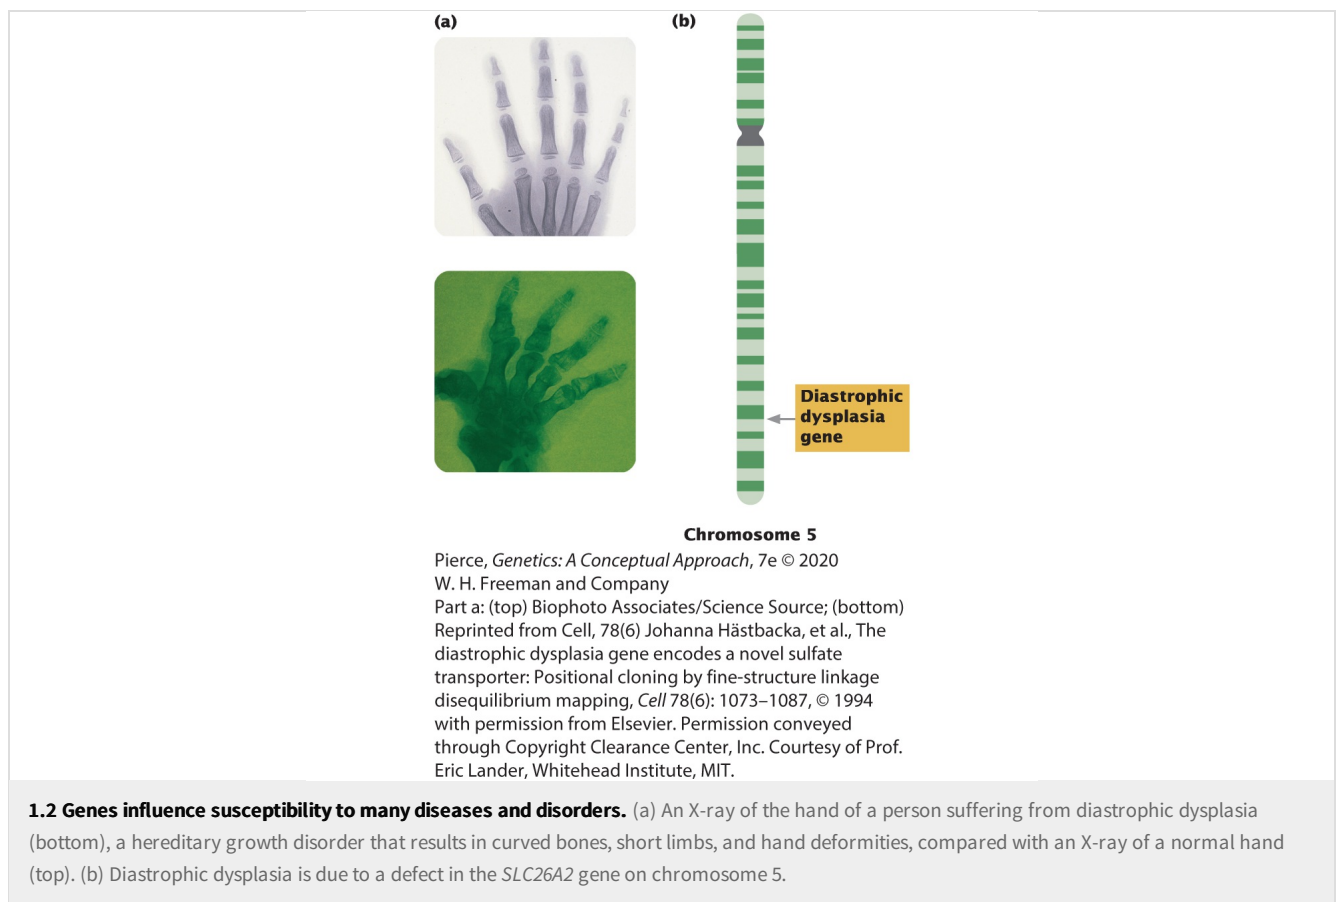 (a)
(b)
Diastrophic
dysplasia
gene
Chromosome 5
Pierce, Genetics: A Conceptual Approach, 7e © 2020
W. H. Freeman and Company
Part a: (top) Biophoto Associates/Science Source; (bottom)
Reprinted from Cell, 78(6) Johanna Hästbacka, et al., The
diastrophic dysplasia gene encodes a novel sulfate
transporter: Positional cloning by fine-structure linkage
disequilibrium mapping, Cell 78(6): 1073–1087, © 1994
with permission from Elsevier. Permission conveyed
through Copyright Clearance Center, Inc. Courtesy of Prof.
Eric Lander, Whitehead Institute, MIT.
1.2 Genes influence susceptibility to many diseases and disorders. (a) An X-ray of the hand of a person suffering from diastrophic dysplasia
(bottom), a hereditary growth disorder that results in curved bones, short limbs, and hand deformities, compared with an X-ray of a normal hand
(top). (b) Diastrophic dysplasia is due to a defect in the SLC26A2 gene on chromosome 5.